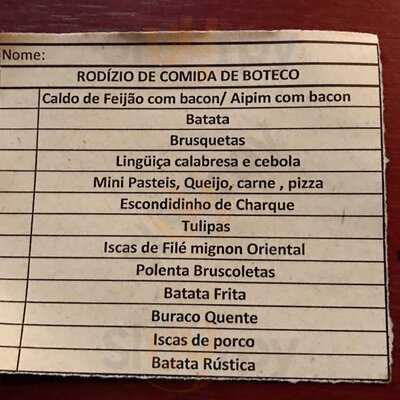 Nome:
RODÍZIO DE COMIDA DE BOTECO
Caldo de Feijão com bacon/ Aipim com bacon
Batata
Brusquetas
Lingüiça calabresa e cebola
Mini Pasteis, Queijo, carne , pizza
Escondidinho de Charque
Tulipas
Iscas de Filé mignon Oriental
Polenta Bruscoletas
Batata Frita
Buraco Quente
Iscas de porco
Batata Rústica